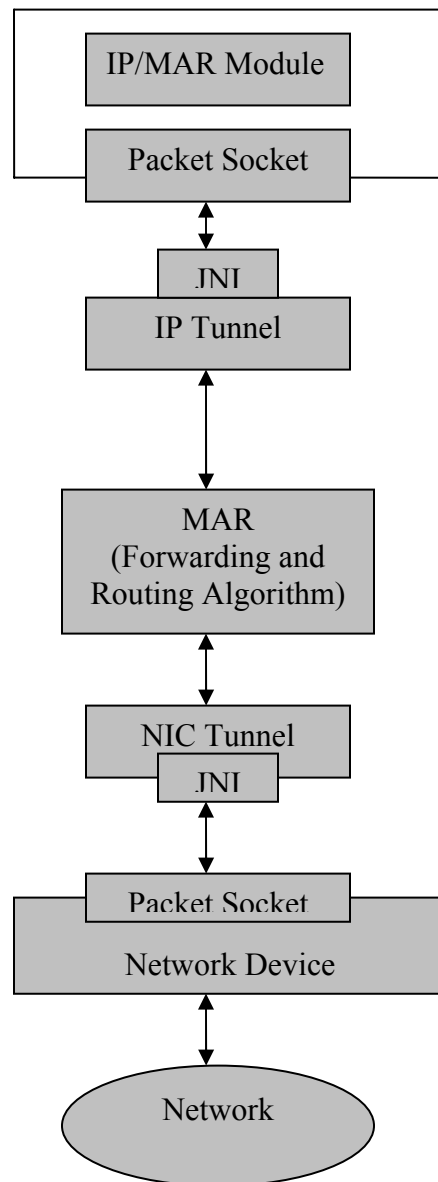 IP/MAR Module
Packet Socket
JNI
IP Tunnel
MAR
(Forwarding and
Routing Algorithm)
NIC Tunnel
JNI
Packet Socket
Network Device
Network